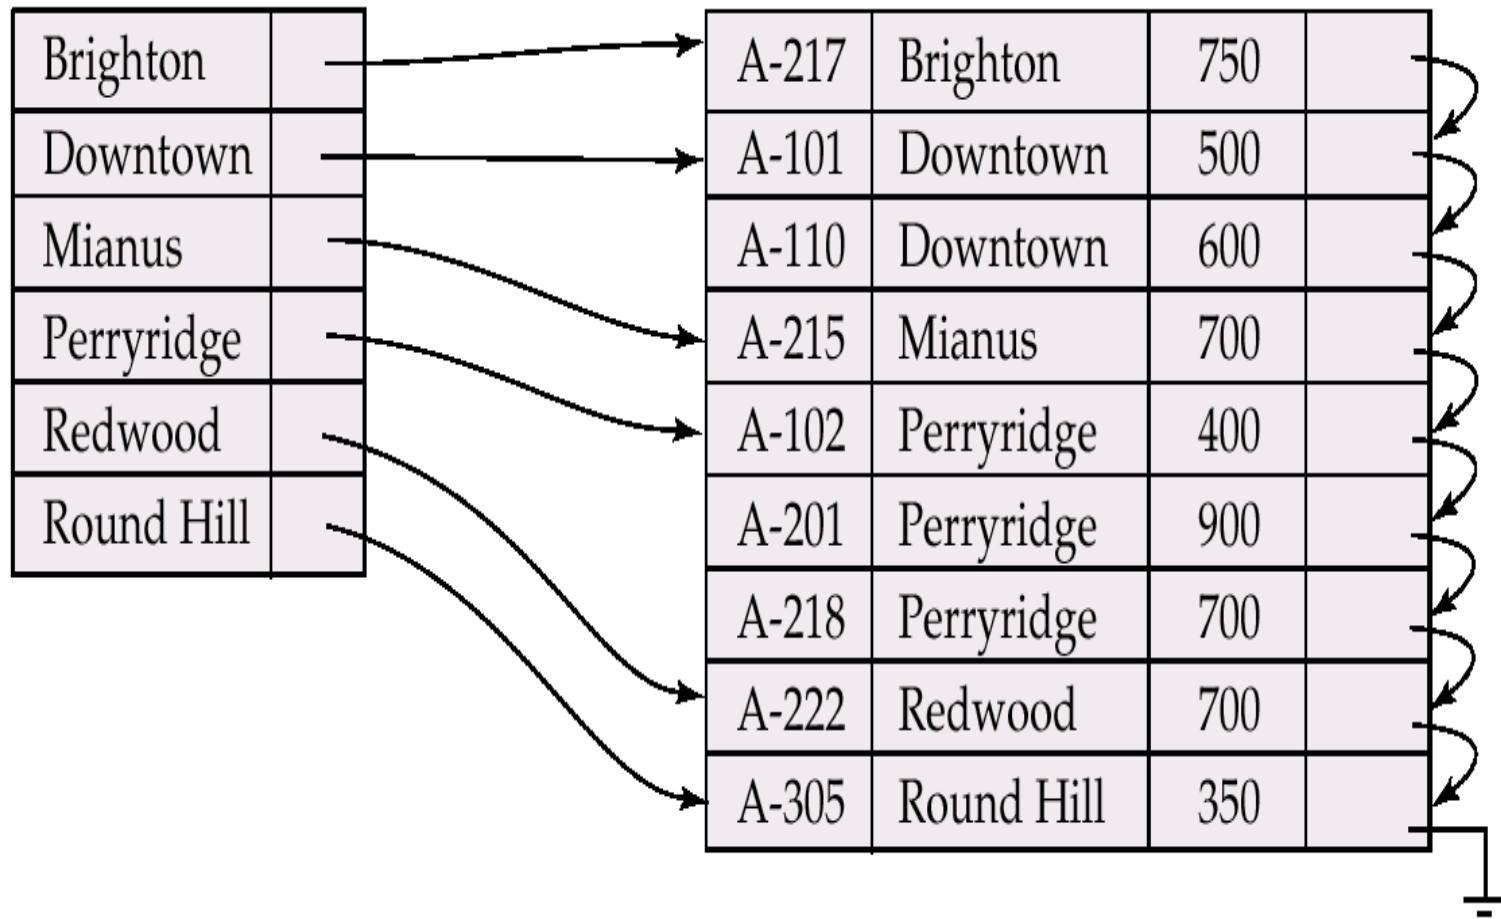 Brighton
Downtown
Mianus
Perryridge
Redwood
Round Hill
A-217 Brighton 750
A-101 Downtown 500
A-110 Downtown 600
A-215 Mianus 700
A-102 Perryridge 400
A-201 Perryridge 900
A-218 Perryridge 700
A-222 Redwood 700
A-305 Round Hill 350